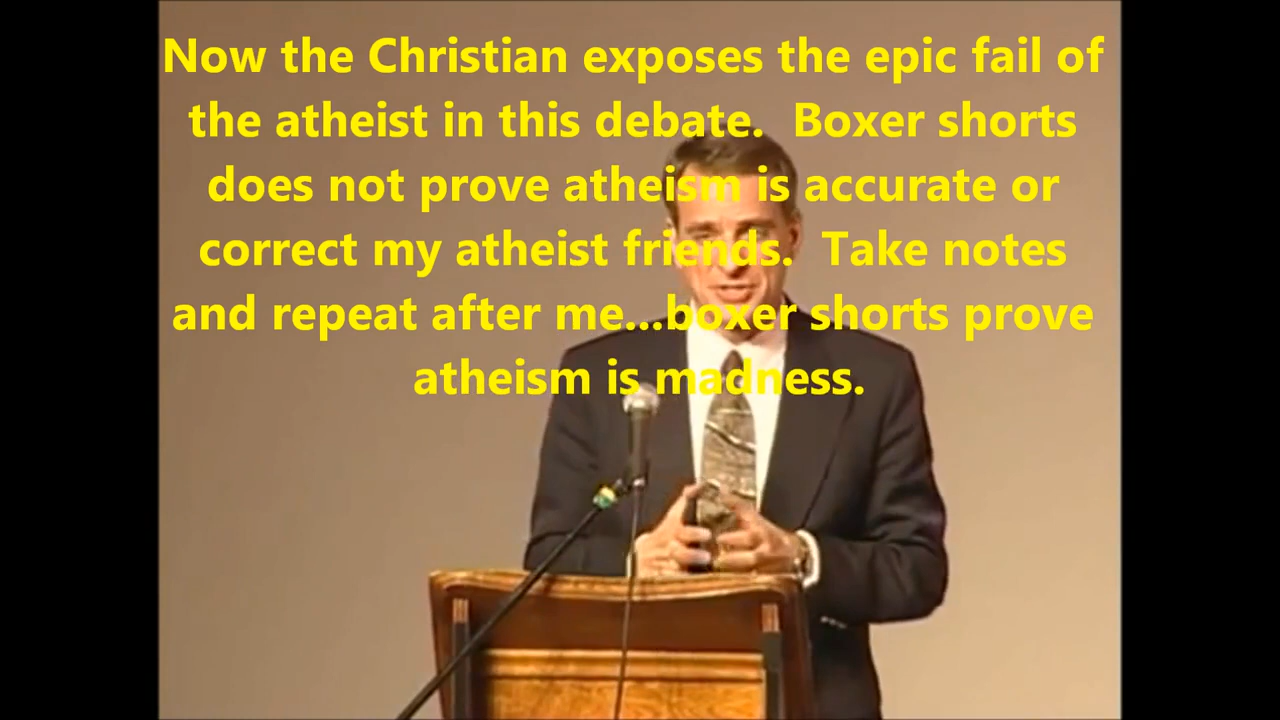 Now the Christian exposes the epic fail of
the atheist in this debate.  Boxer shorts
does not prove atheism is accurate or
correct my atheist friends.  Take notes
and repeat after me...boxer shorts prove
atheism is madness.